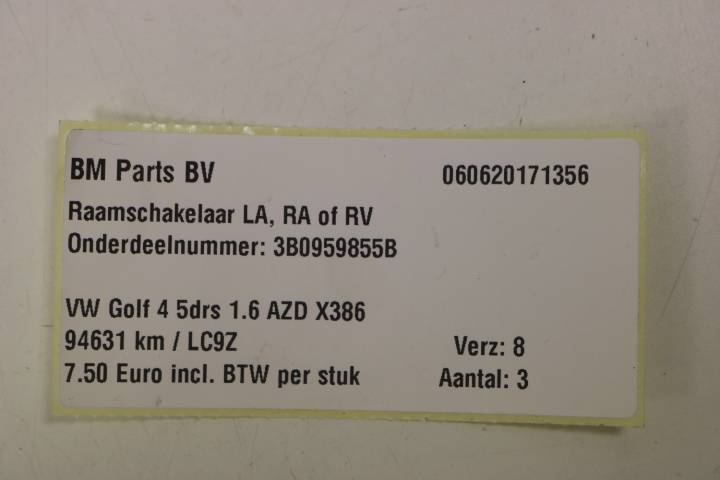 BM Parts BV 060620171356
Raamschakelaar LA, RA of RV
Onderdeelnummer: 3B0959855B
VW Golf 4 5drs 1.6 AZD X386
94631 km / LC9Z Verz: 8
7.50 Euro incl. BTW per stuk Aantal: 3